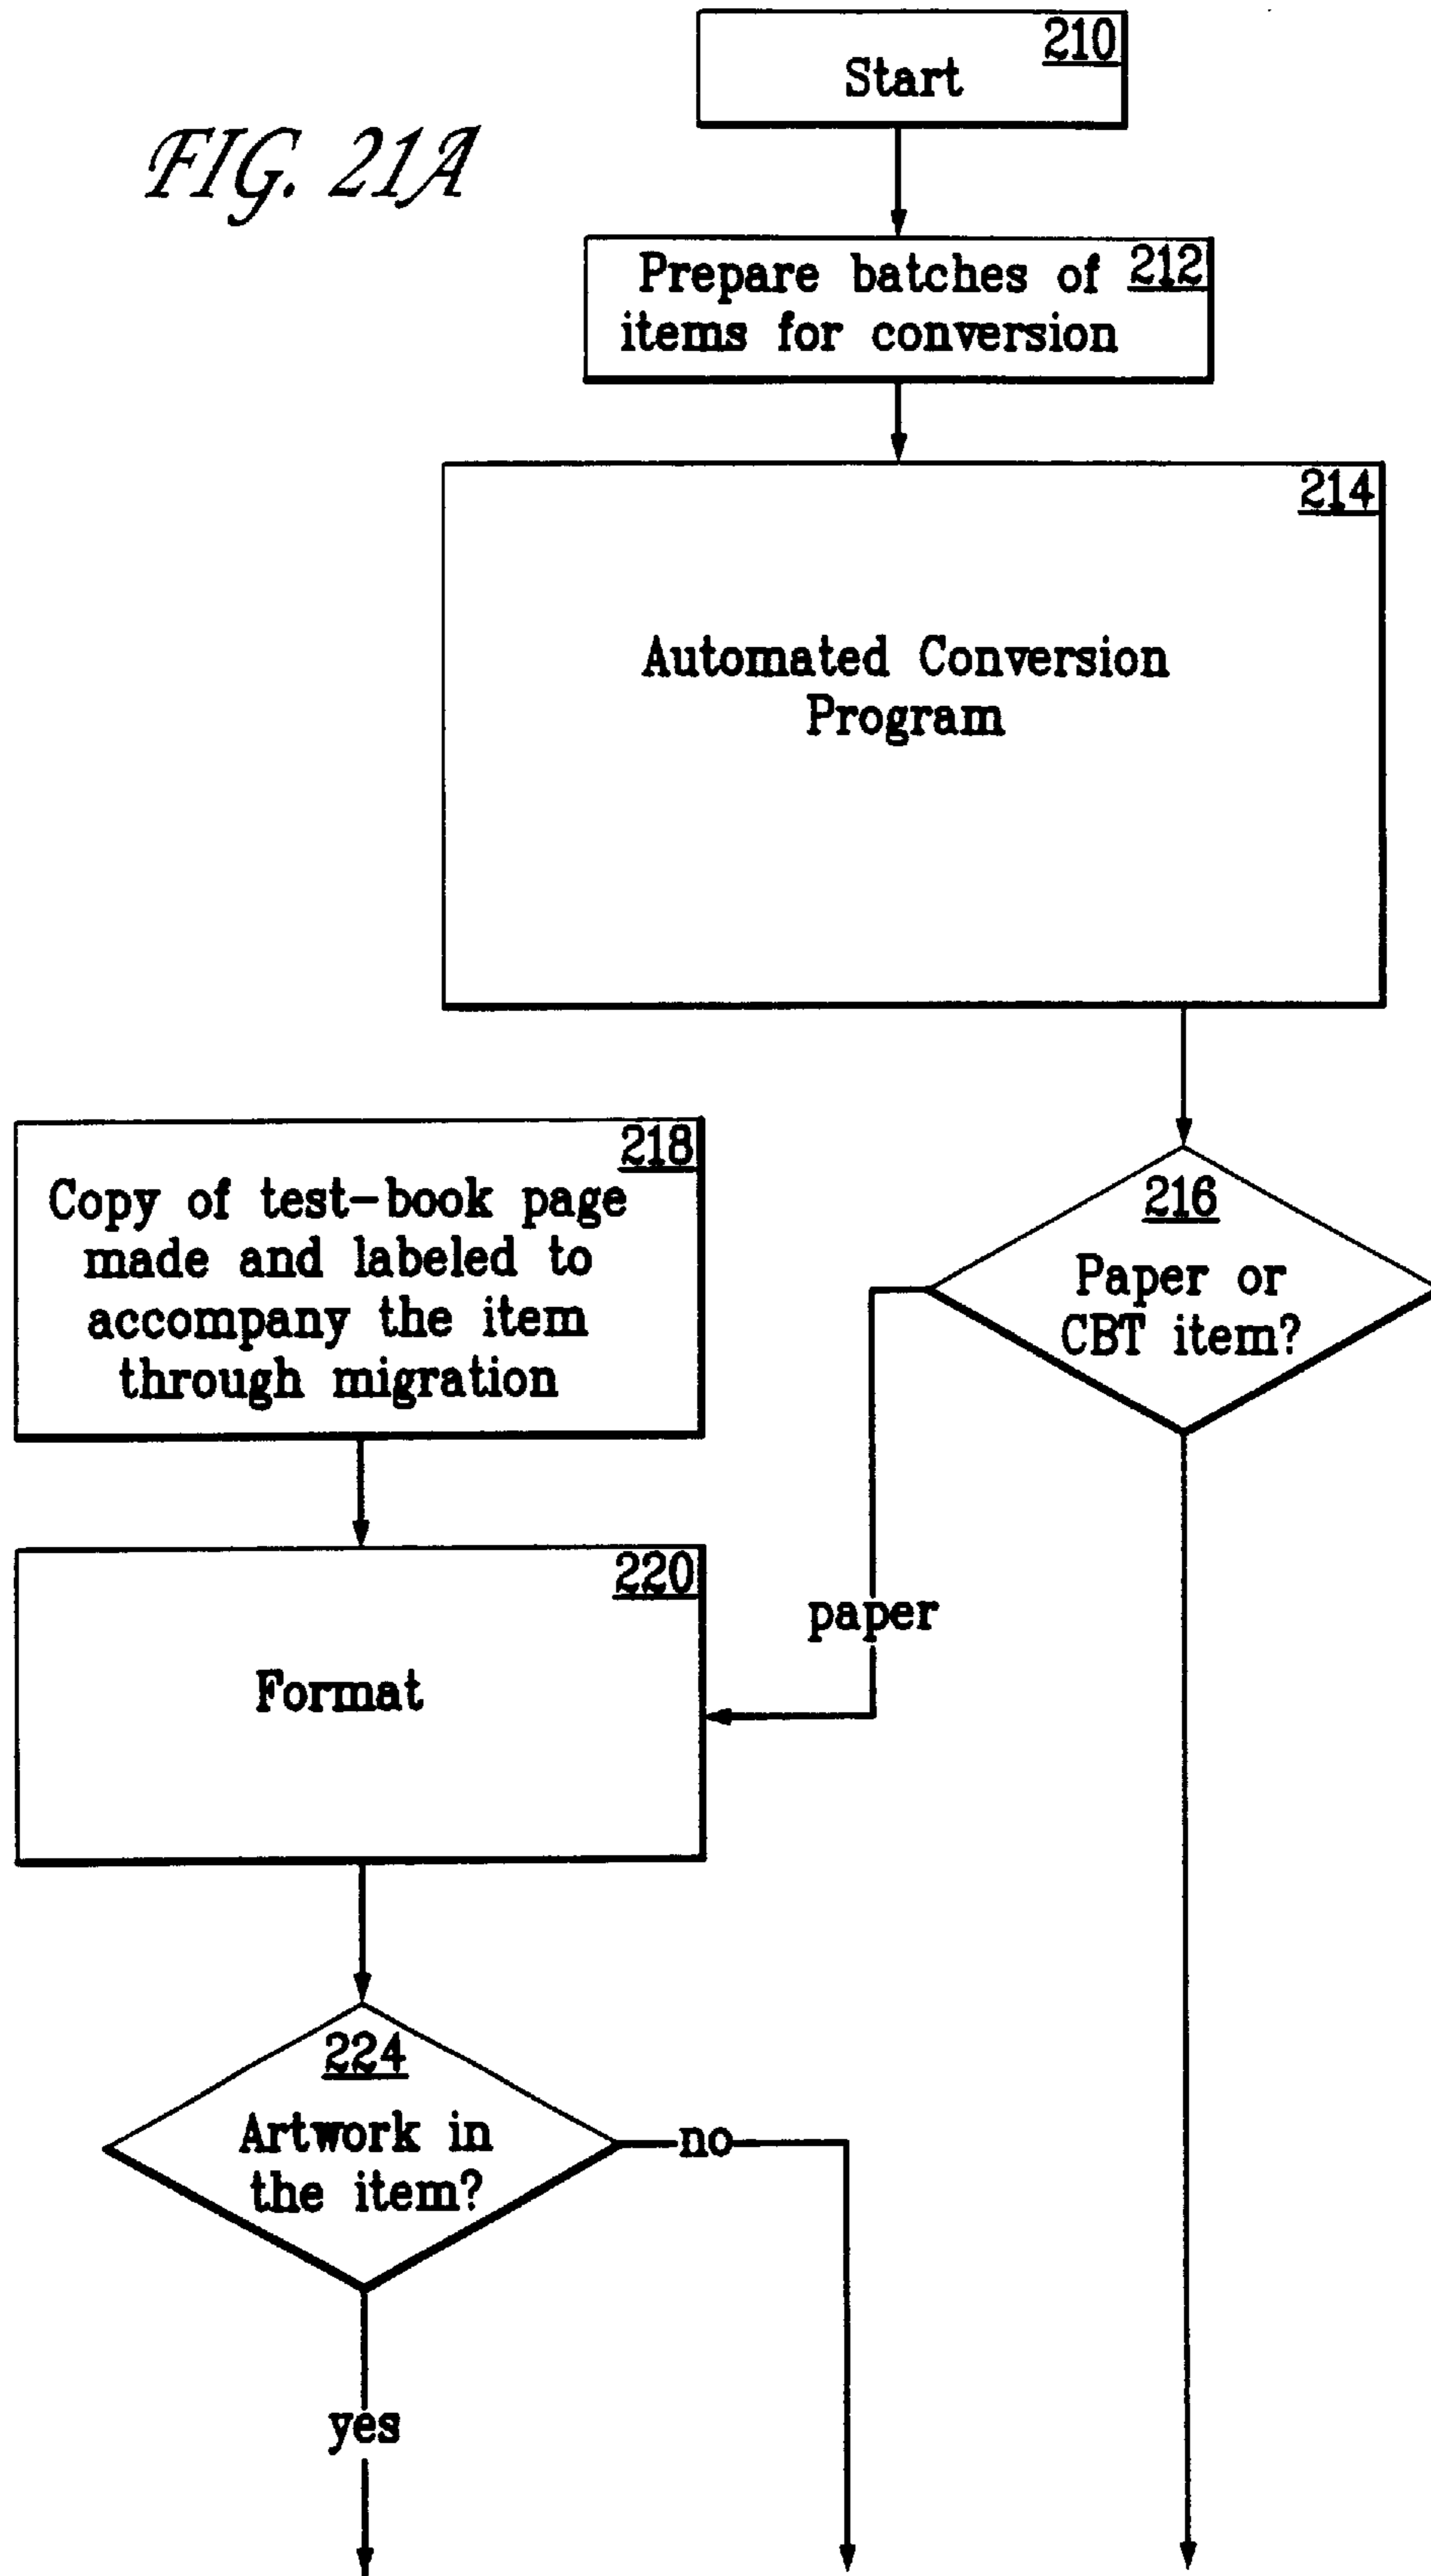 FIG. 21A
210
Start
212
Prepare batches of
items for conversion
214
Automated Conversion
Program
216
Paper or
CBT item?
218
Copy of test-book page
made and labeled to
accompany the item
through migration
220
Format
paper
224
Artwork in
the item?
no
yes